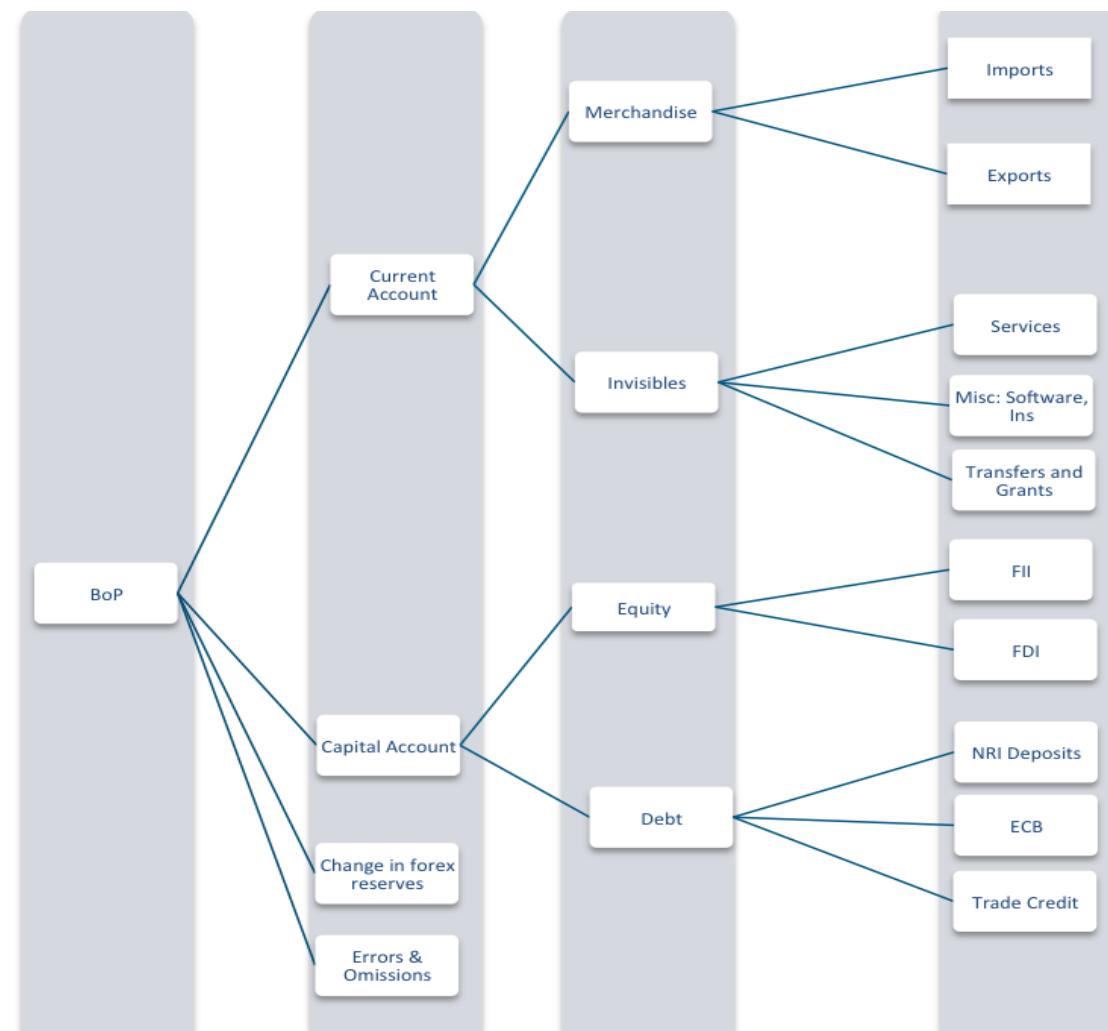 BoP
Current
Account
Capital Account
Change in forex
reserves
Errors &
Omissions
Merchandise
Invisibles
Equity
Debt
Imports
Exports
Services
Misc: Software,
Ins
Transfers and
Grants
FII
FDI
NRI Deposits
ECB
Trade Credit